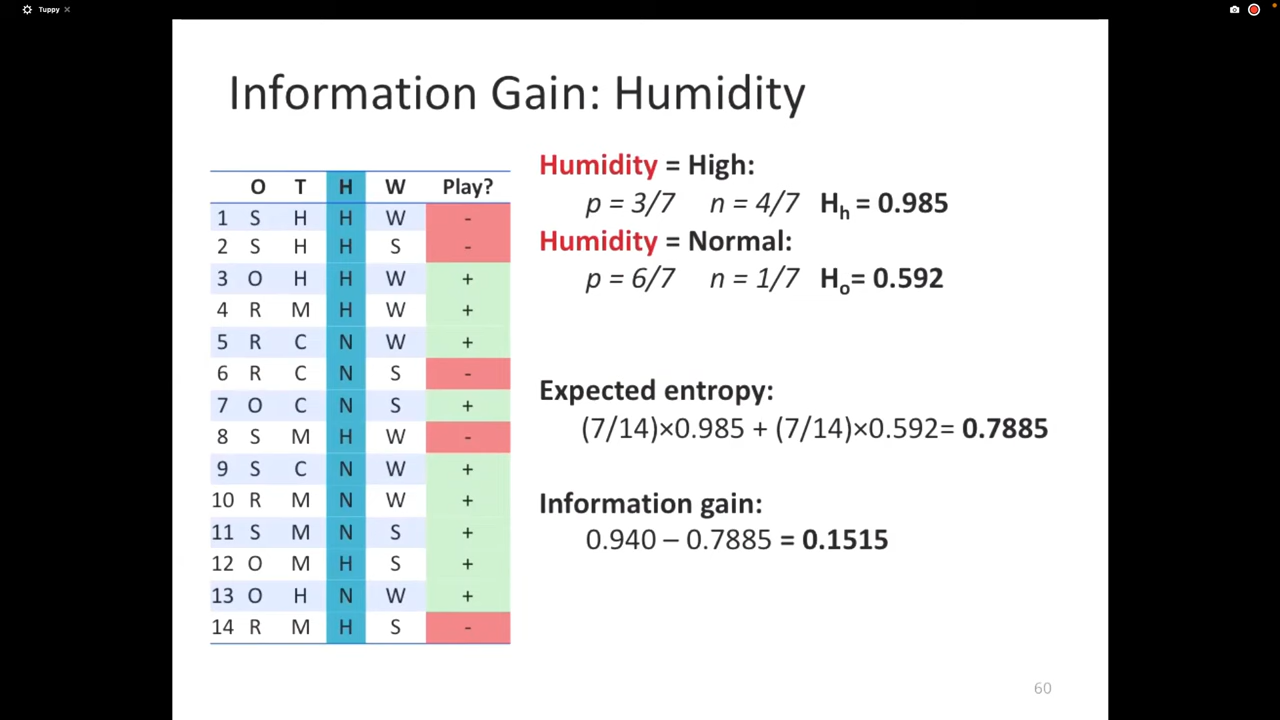 Tuppy ×
Information Gain: Humidity
O T H W Play?
1 S H H W -
2 S H H S -
3 O H H W +
4 R M H W +
5 R C N W +
6 R C N S -
7 O C N S +
8 S M H W -
9 S C N W +
10 R M N W +
11 S M N S +
12 O M H S +
13 O H N W +
14 R M H S -
Humidity = High:
p = 3/7 n = 4/7 Hh = 0.985
Humidity = Normal:
p = 6/7 n = 1/7 Ho= 0.592
Expected entropy:
(7/14)×0.985 + (7/14)×0.592= 0.7885
Information gain:
0.940 – 0.7885 = 0.1515
60